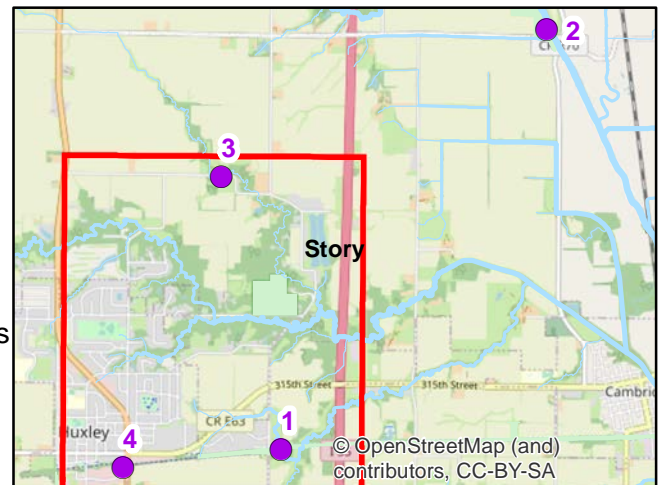 2
3
Story
s
315th Street
315th Street
Cambri
CR E63
1
Huxley
4
© OpenStreetMap (and)
contributors, CC-BY-SA